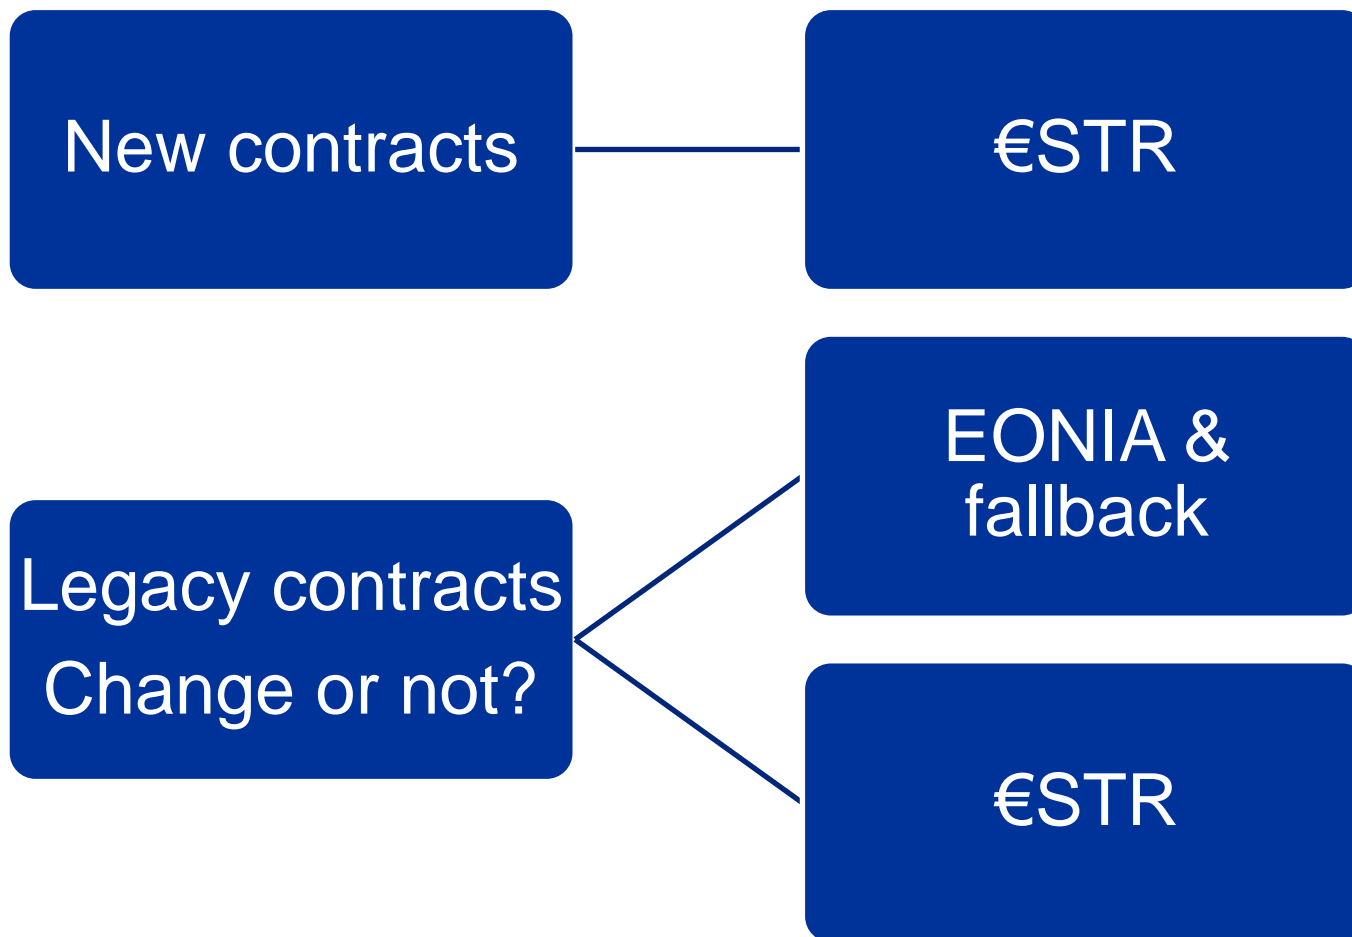 New contracts
€STR
Legacy contracts
Change or not?
EONIA &
fallback
€STR